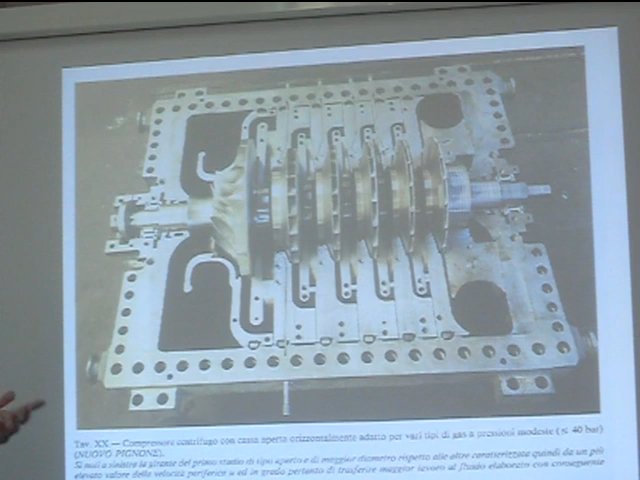 Tav. XX — Compressore centrifugo con cassa aperta orizzontalmente adatto per vari tipi di gas a pressioni modeste (≤ 40 bar)
(NUOVO PIGNONE).
Si noti a sinistra la girante del primo stadio di tipo aperto e di maggior diametro rispetto alle altre caratterizzata quindi da un più
elevato valore della velocità periferica u ed in grado pertanto di trasferire maggior lavoro al fluido elaborato con conseguente